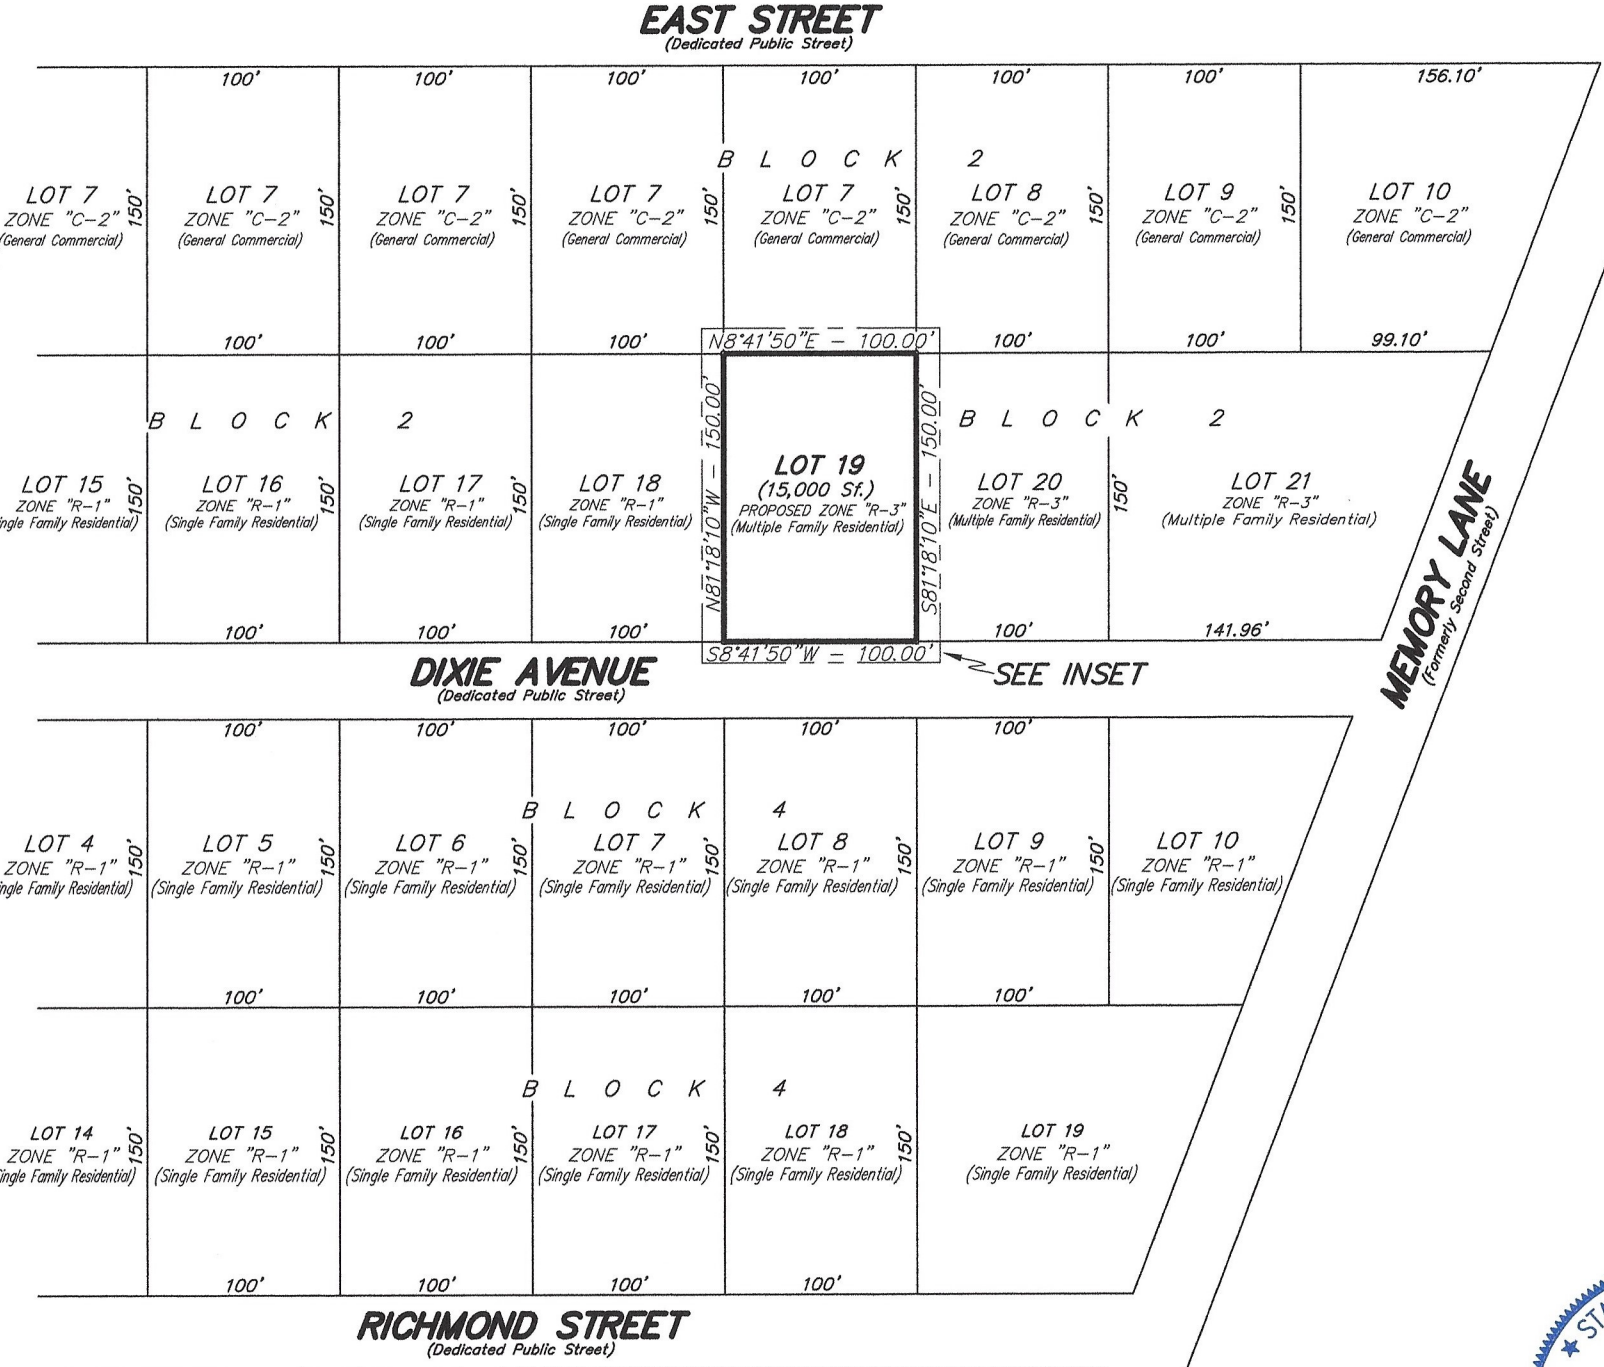 EAST STREET
(Dedicated Public Street)
100' 100' 100' 100' 100' 100' 156.10'
B L O C K 2
LOT 7
ZONE "C-2"
(General Commercial)
150'
LOT 7
ZONE "C-2"
(General Commercial)
150'
LOT 7
ZONE "C-2"
(General Commercial)
150'
LOT 7
ZONE "C-2"
(General Commercial)
150'
LOT 7
ZONE "C-2"
(General Commercial)
150'
LOT 8
ZONE "C-2"
(General Commercial)
150'
LOT 9
ZONE "C-2"
(General Commercial)
150'
LOT 10
ZONE "C-2"
(General Commercial)
100' 100' 100' N8°41'50"E - 100.00' 100' 100' 99.10'
B L O C K 2
B L O C K 2
LOT 15
ZONE "R-1"
ingle Family Residential)
150'
LOT 16
ZONE "R-1"
(Single Family Residential)
150'
LOT 17
ZONE "R-1"
(Single Family Residential)
150'
LOT 18
ZONE "R-1"
(Single Family Residential)
N81°18'10"W - 150.00'
LOT 19
(15,000 Sf.)
PROPOSED ZONE "R-3"
(Multiple Family Residential)
S81°18'10"E - 150.00'
LOT 20
ZONE "R-3"
(Multiple Family Residential)
150'
LOT 21
ZONE "R-3"
(Multiple Family Residential)
100' 100' 100' S8°41'50"W - 100.00' 100' 141.96'
MEMORY LANE
(Formerly Second Street)
DIXIE AVENUE
(Dedicated Public Street)
SEE INSET
100' 100' 100' 100' 100'
B L O C K 4
LOT 4
ZONE "R-1"
ingle Family Residential)
150'
LOT 5
ZONE "R-1"
(Single Family Residential)
150'
LOT 6
ZONE "R-1"
(Single Family Residential)
150'
LOT 7
ZONE "R-1"
(Single Family Residential)
150'
LOT 8
ZONE "R-1"
(Single Family Residential)
150'
LOT 9
ZONE "R-1"
(Single Family Residential)
150'
LOT 10
ZONE "R-1"
(Single Family Residential)
100' 100' 100' 100' 100'
B L O C K 4
LOT 14
ZONE "R-1"
ingle Family Residential)
150'
LOT 15
ZONE "R-1"
(Single Family Residential)
150'
LOT 16
ZONE "R-1"
(Single Family Residential)
150'
LOT 17
ZONE "R-1"
(Single Family Residential)
150'
LOT 18
ZONE "R-1"
(Single Family Residential)
150'
LOT 19
ZONE "R-1"
(Single Family Residential)
100' 100' 100' 100'
RICHMOND STREET
(Dedicated Public Street)